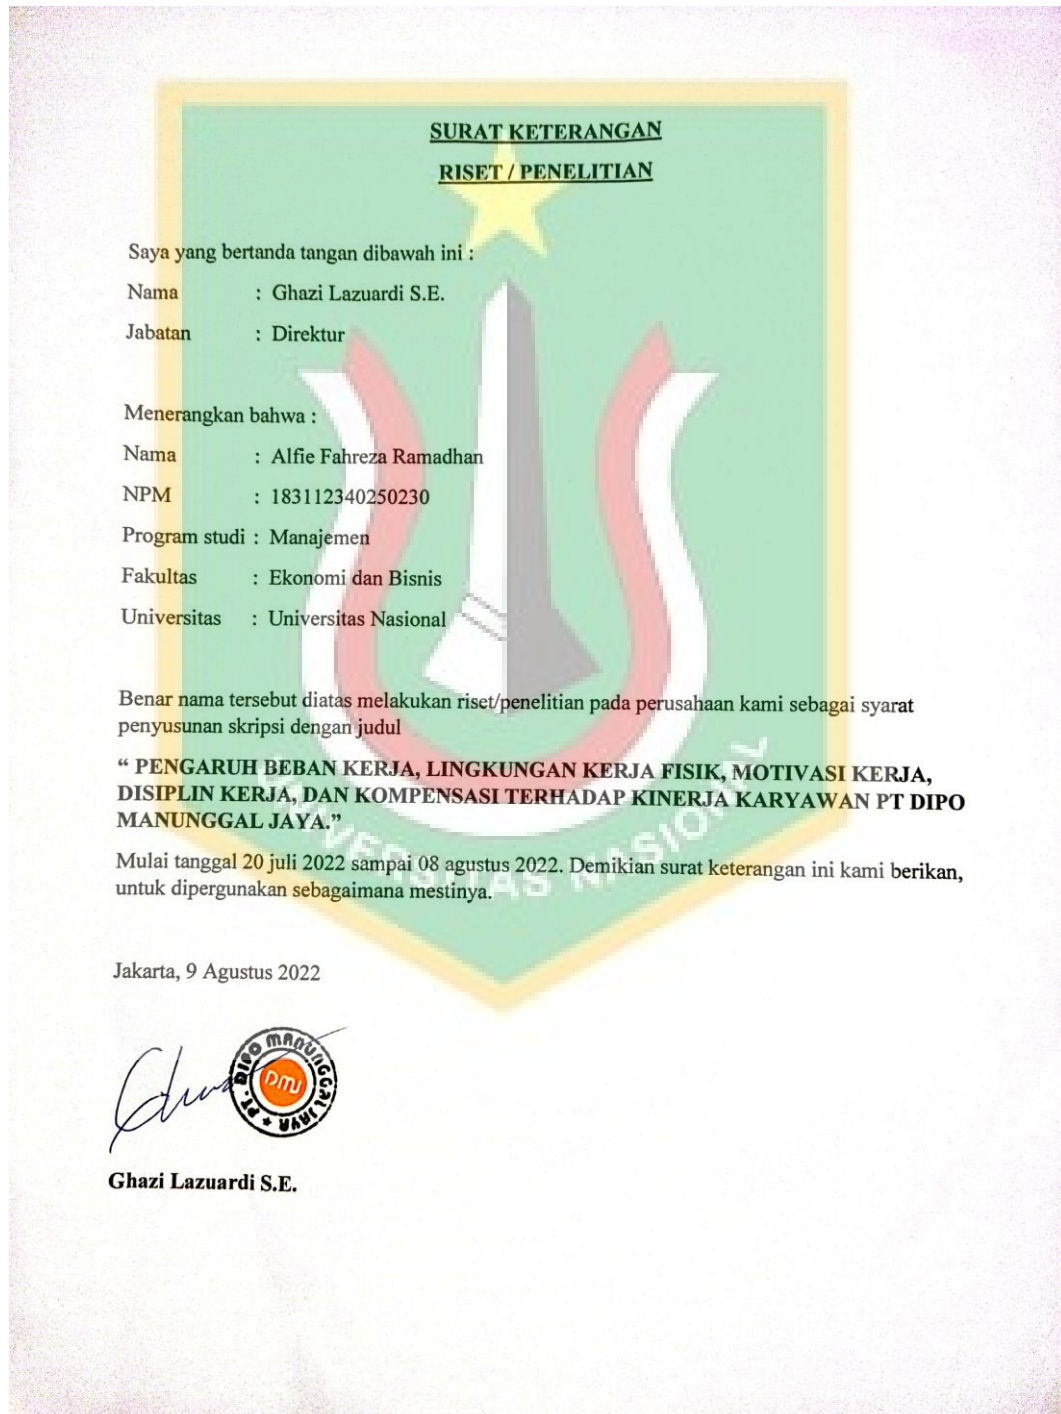 SURAT KETERANGAN
RISET / PENELITIAN
Saya yang bertanda tangan dibawah ini :
Nama : Ghazi Lazuardi S.E.
Jabatan : Direktur
Menerangkan bahwa :
Nama : Alfie Fahreza Ramadhan
NPM : 183112340250230
Program studi : Manajemen
Fakultas : Ekonomi dan Bisnis
Universitas : Universitas Nasional
Benar nama tersebut diatas melakukan riset/penelitian pada perusahaan kami sebagai syarat
penyusunan skripsi dengan judul
“ PENGARUH BEBAN KERJA, LINGKUNGAN KERJA FISIK, MOTIVASI KERJA,
DISIPLIN KERJA, DAN KOMPENSASI TERHADAP KINERJA KARYAWAN PT DIPO
MANUNGGAL JAYA.”
Mulai tanggal 20 juli 2022 sampai 08 agustus 2022. Demikian surat keterangan ini kami berikan,
untuk dipergunakan sebagaimana mestinya.
UNIVERSITAS NASIONAL
Jakarta, 9 Agustus 2022
PT. DIPO MANUNGGAL JAYA
DMJ
Ghazi Lazuardi S.E.